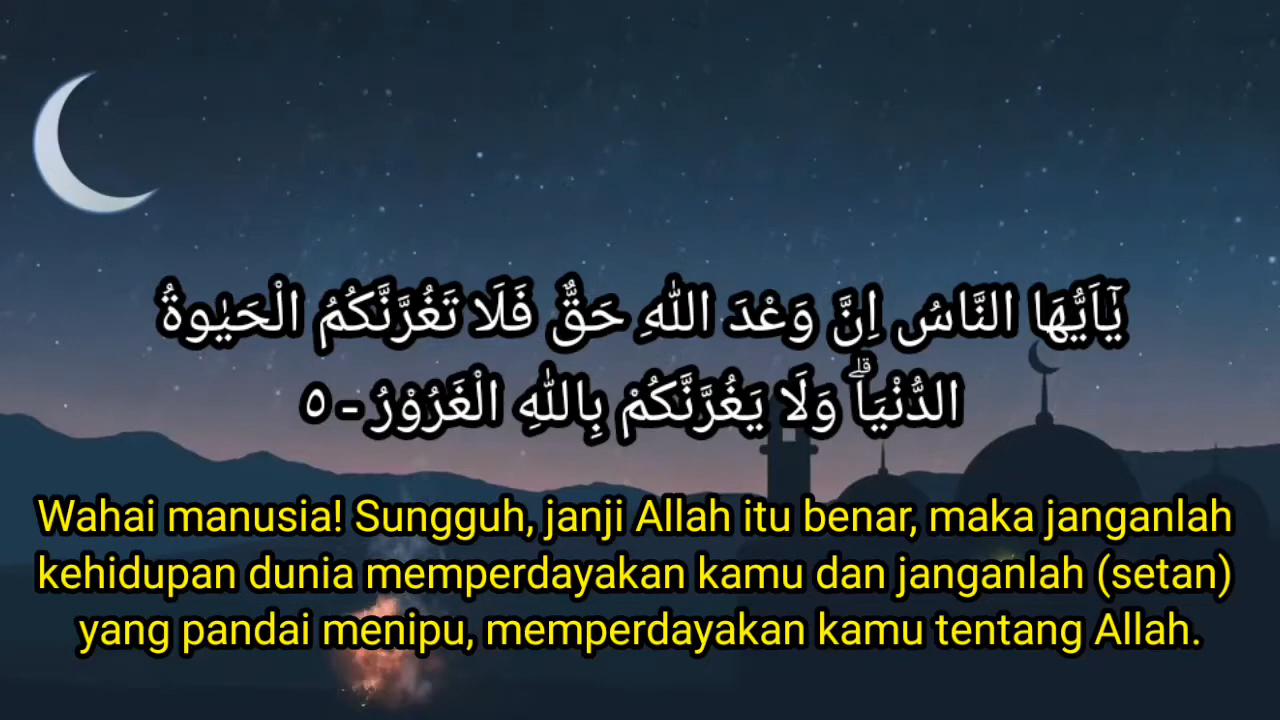 يٰٓاَيُّهَا النَّاسُ اِنَّ وَعْدَ اللّٰهِ حَقٌّ فَلَا تَغُرَّنَّكُمُ الْحَيٰوةُ
الدُّنْيَاۗ وَلَا يَغُرَّنَّكُمْ بِاللّٰهِ الْغَرُوْرُ - ٥
Wahai manusia! Sungguh, janji Allah itu benar, maka janganlah
kehidupan dunia memperdayakan kamu dan janganlah (setan)
yang pandai menipu, memperdayakan kamu tentang Allah.